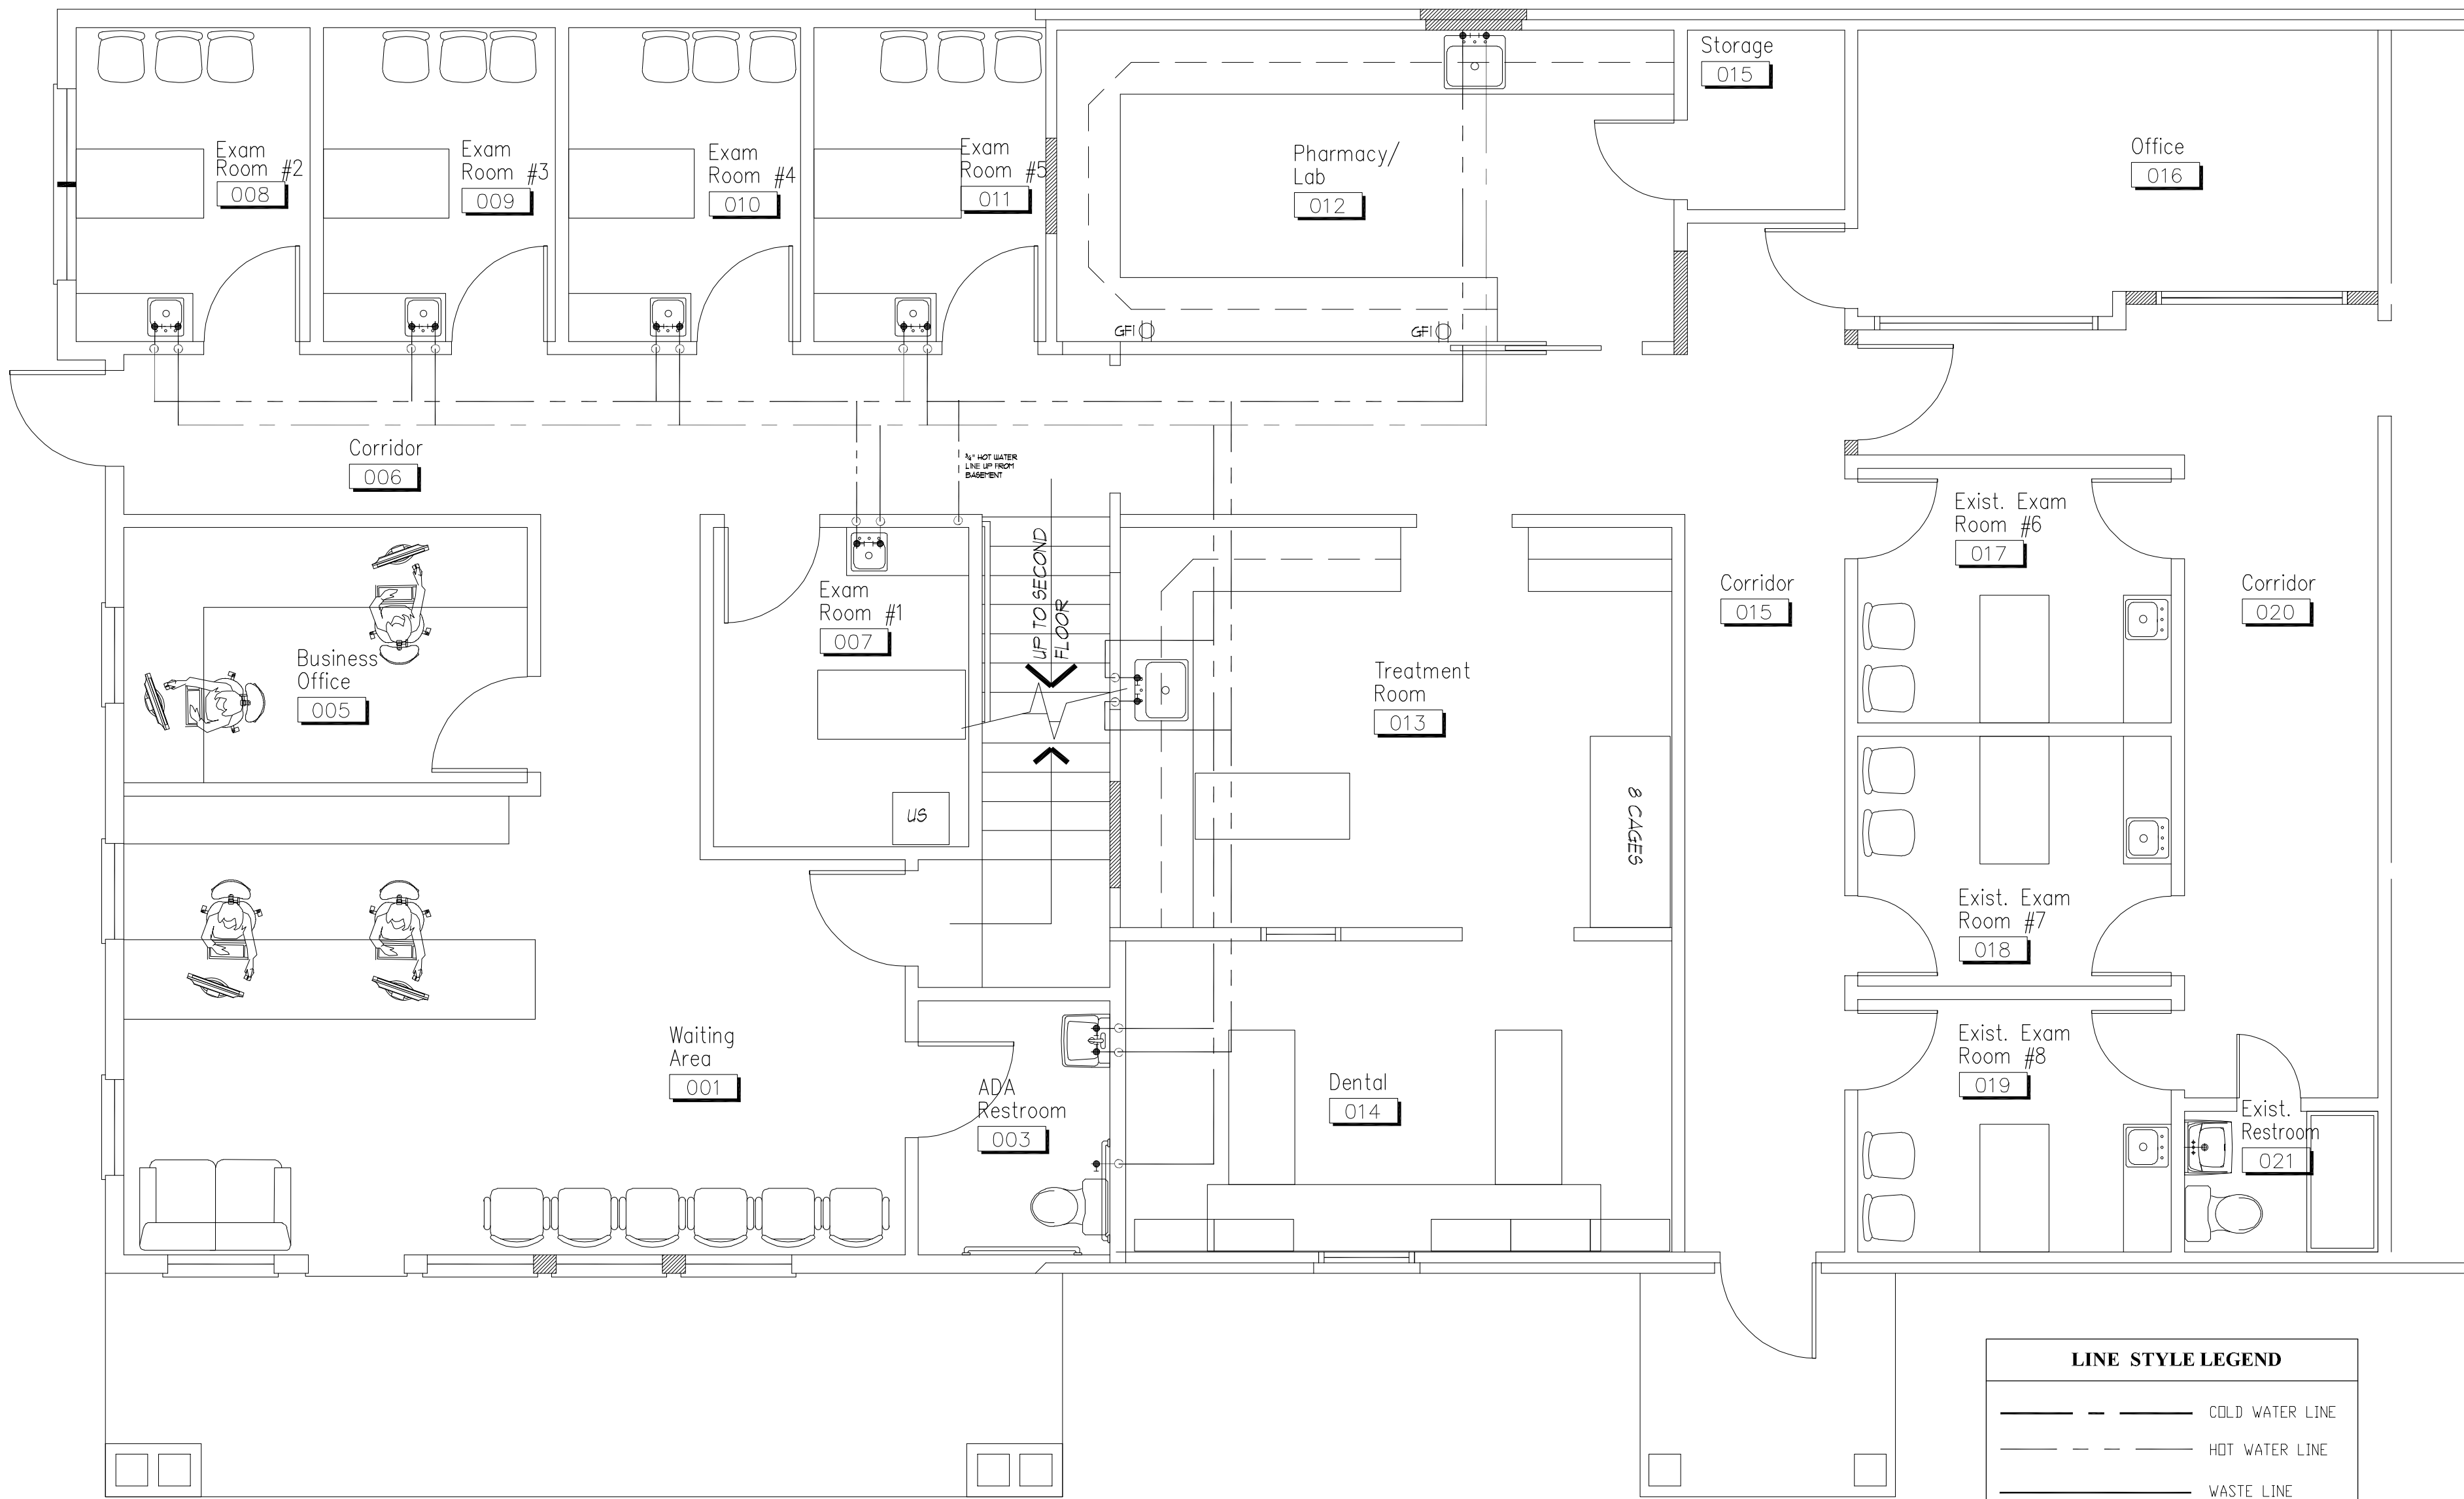 Exam
Room #2
008
Exam
Room #3
009
Exam
Room #4
010
Exam
Room #5
011
Pharmacy/
Lab
012
Storage
015
Office
016
GFI
GFI
Corridor
006
¾" HOT WATER
LINE UP FROM
BASEMENT
Business
Office
005
Exam
Room #1
007
US
UP TO SECOND
FLOOR
Treatment
Room
013
8 CAGES
Corridor
015
Exist. Exam
Room #6
017
Corridor
020
Exist. Exam
Room #7
018
Exist. Exam
Room #8
019
Waiting
Area
001
ADA
Restroom
003
Dental
014
Exist.
Restroom
021
LINE STYLE LEGEND
COLD WATER LINE
HOT WATER LINE
WASTE LINE